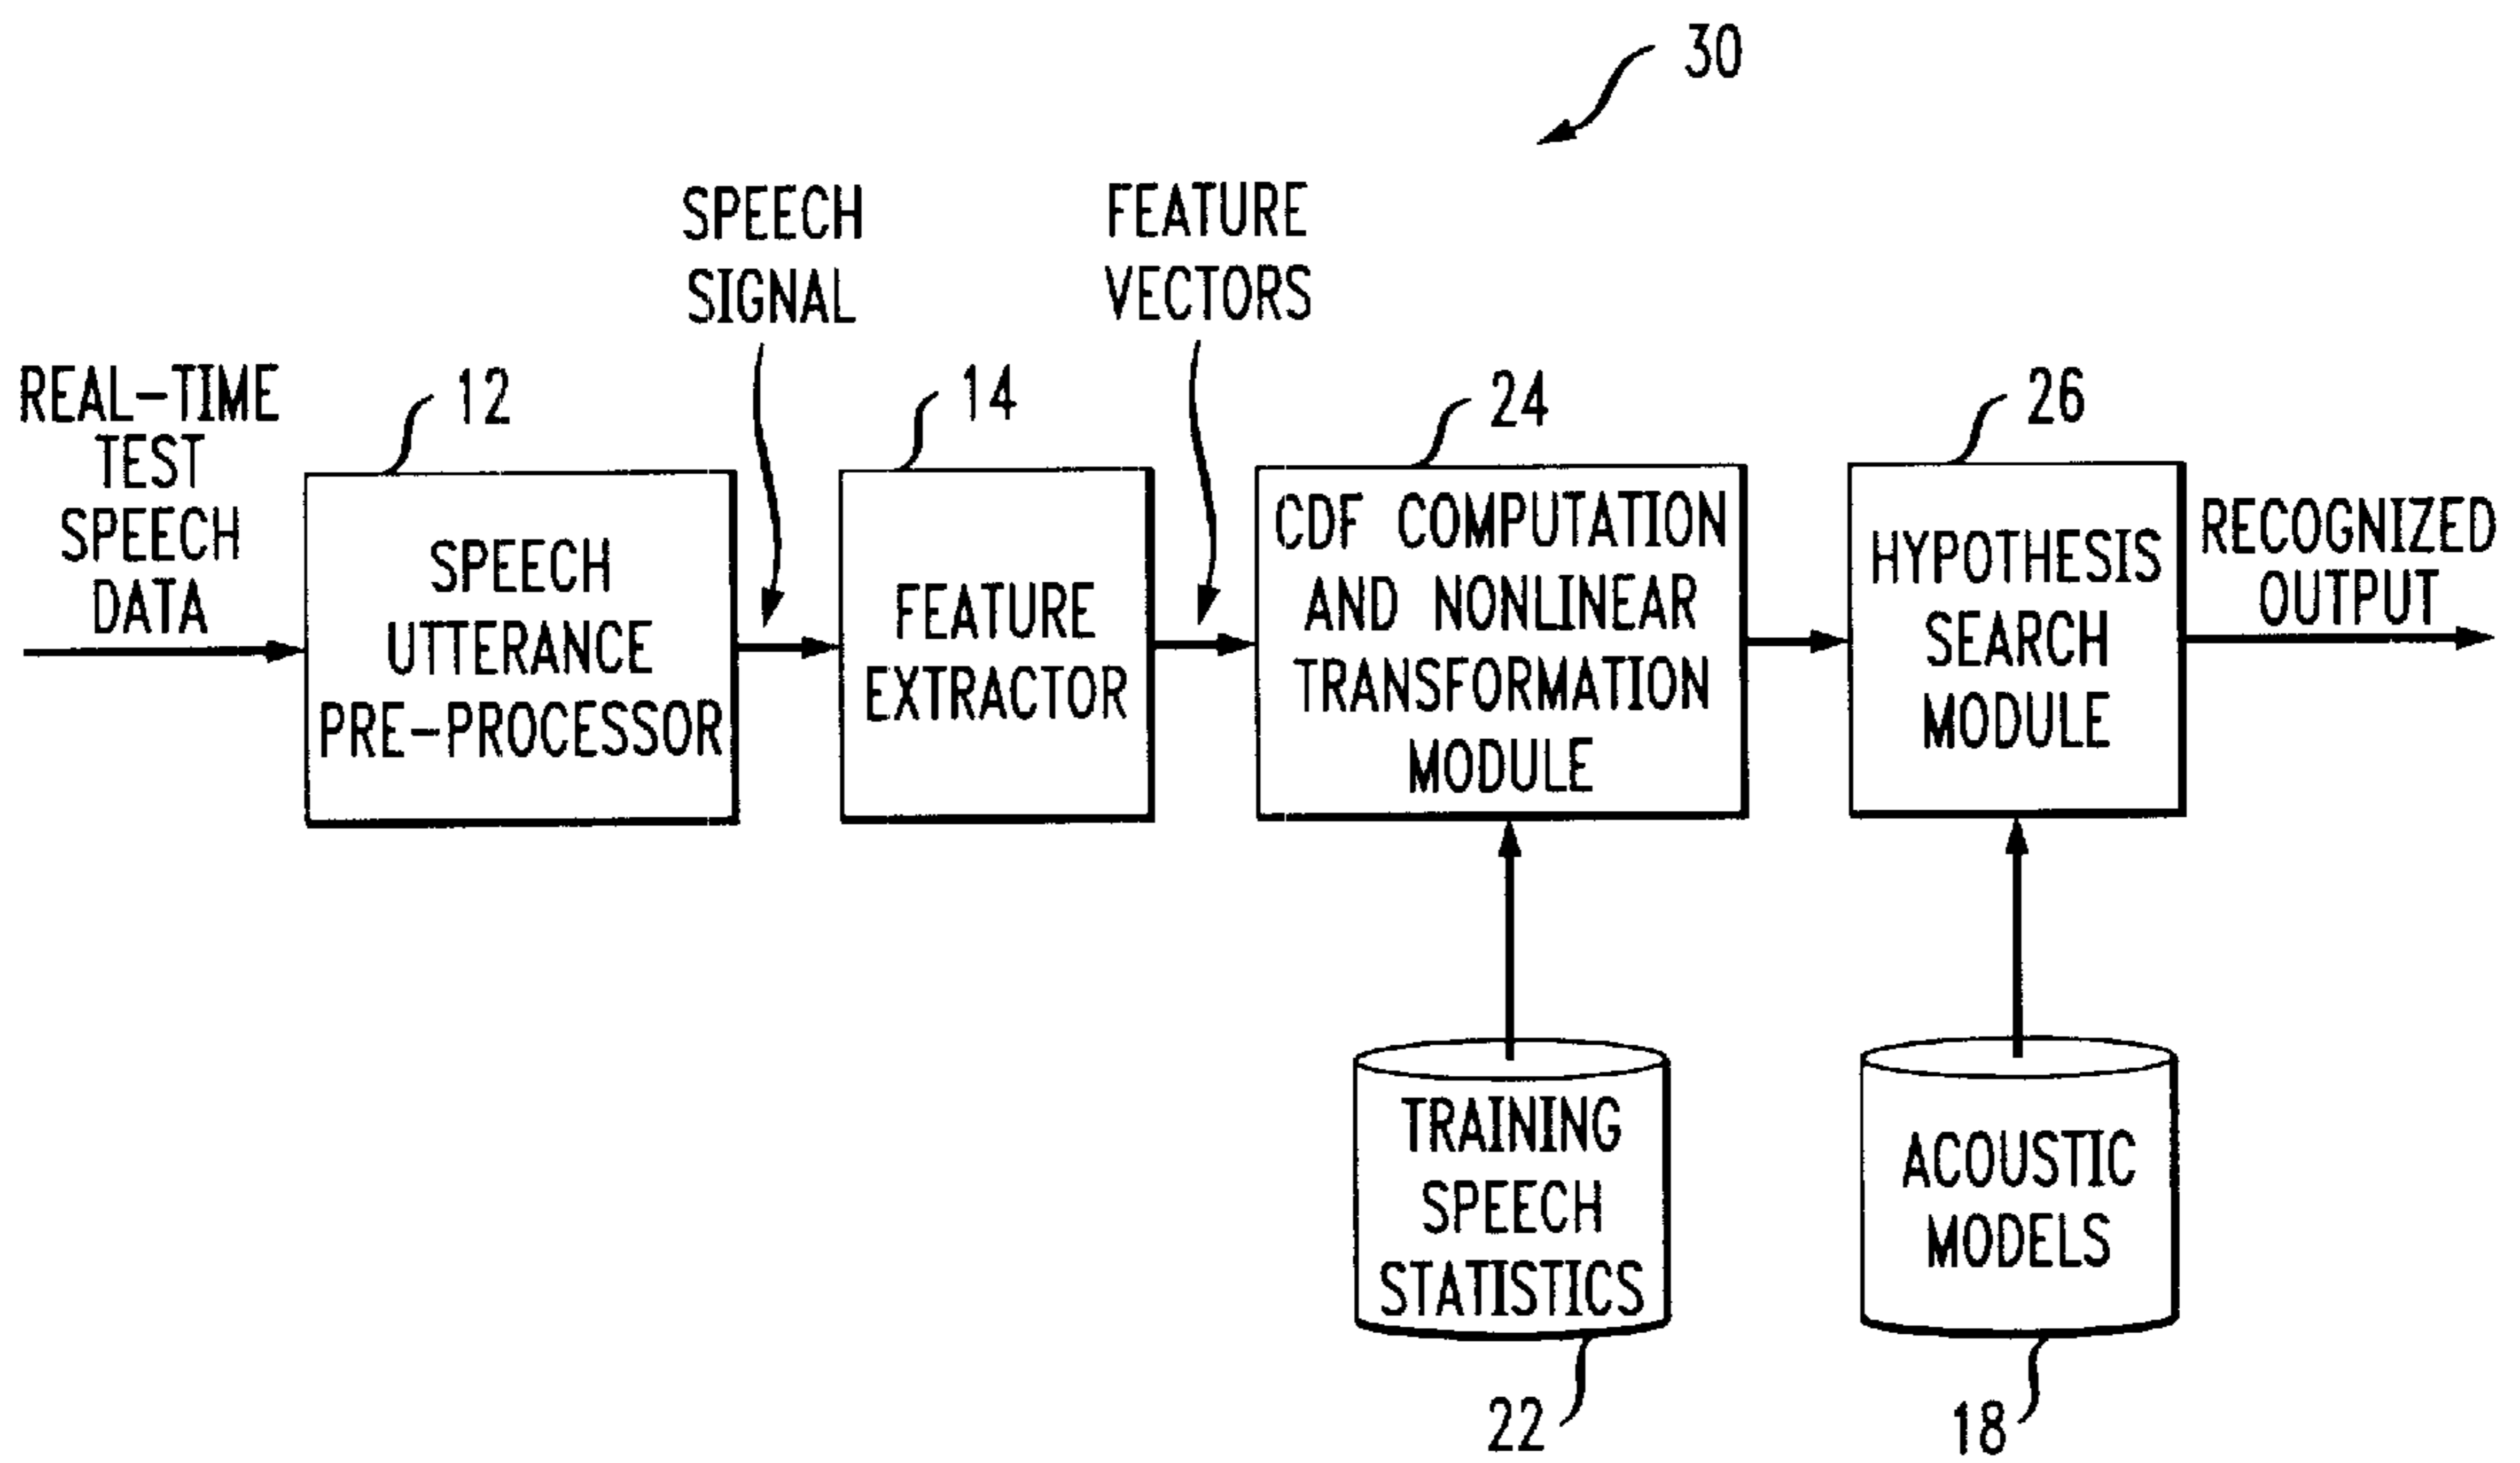 30
SPEECH
SIGNAL
FEATURE
VECTORS
REAL-TIME
TEST
SPEECH
DATA
12
14
24
26
SPEECH
UTTERANCE
PRE-PROCESSOR
FEATURE
EXTRACTOR
CDF COMPUTATION
AND NONLINEAR
TRANSFORMATION
MODULE
HYPOTHESIS
SEARCH
MODULE
RECOGNIZED
OUTPUT
TRAINING
SPEECH
STATISTICS
22
ACOUSTIC
MODELS
18